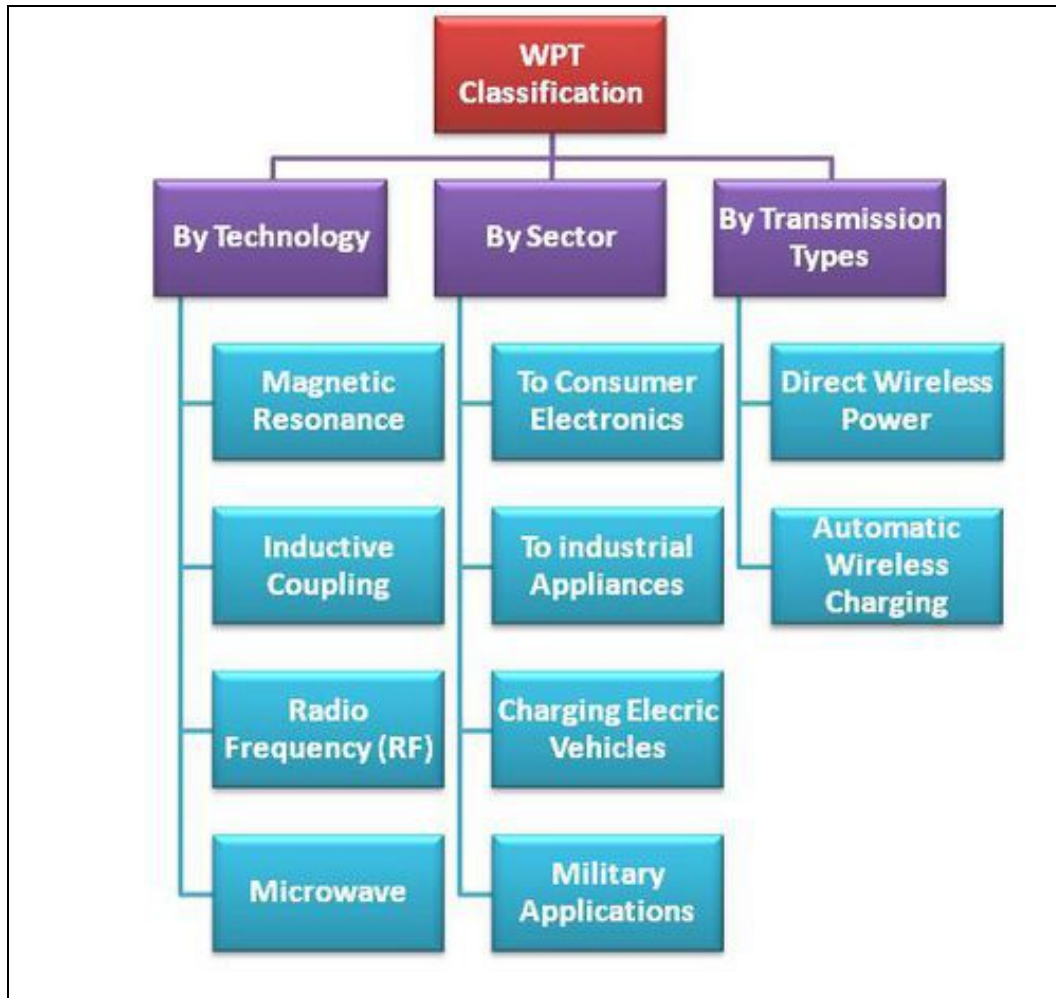 WPT
Classification
By Technology
By Sector
By Transmission
Types
Magnetic
Resonance
To Consumer
Electronics
Direct Wireless
Power
Inductive
Coupling
To industrial
Appliances
Automatic
Wireless
Charging
Radio
Frequency (RF)
Charging Elecric
Vehicles
Microwave
Military
Applications